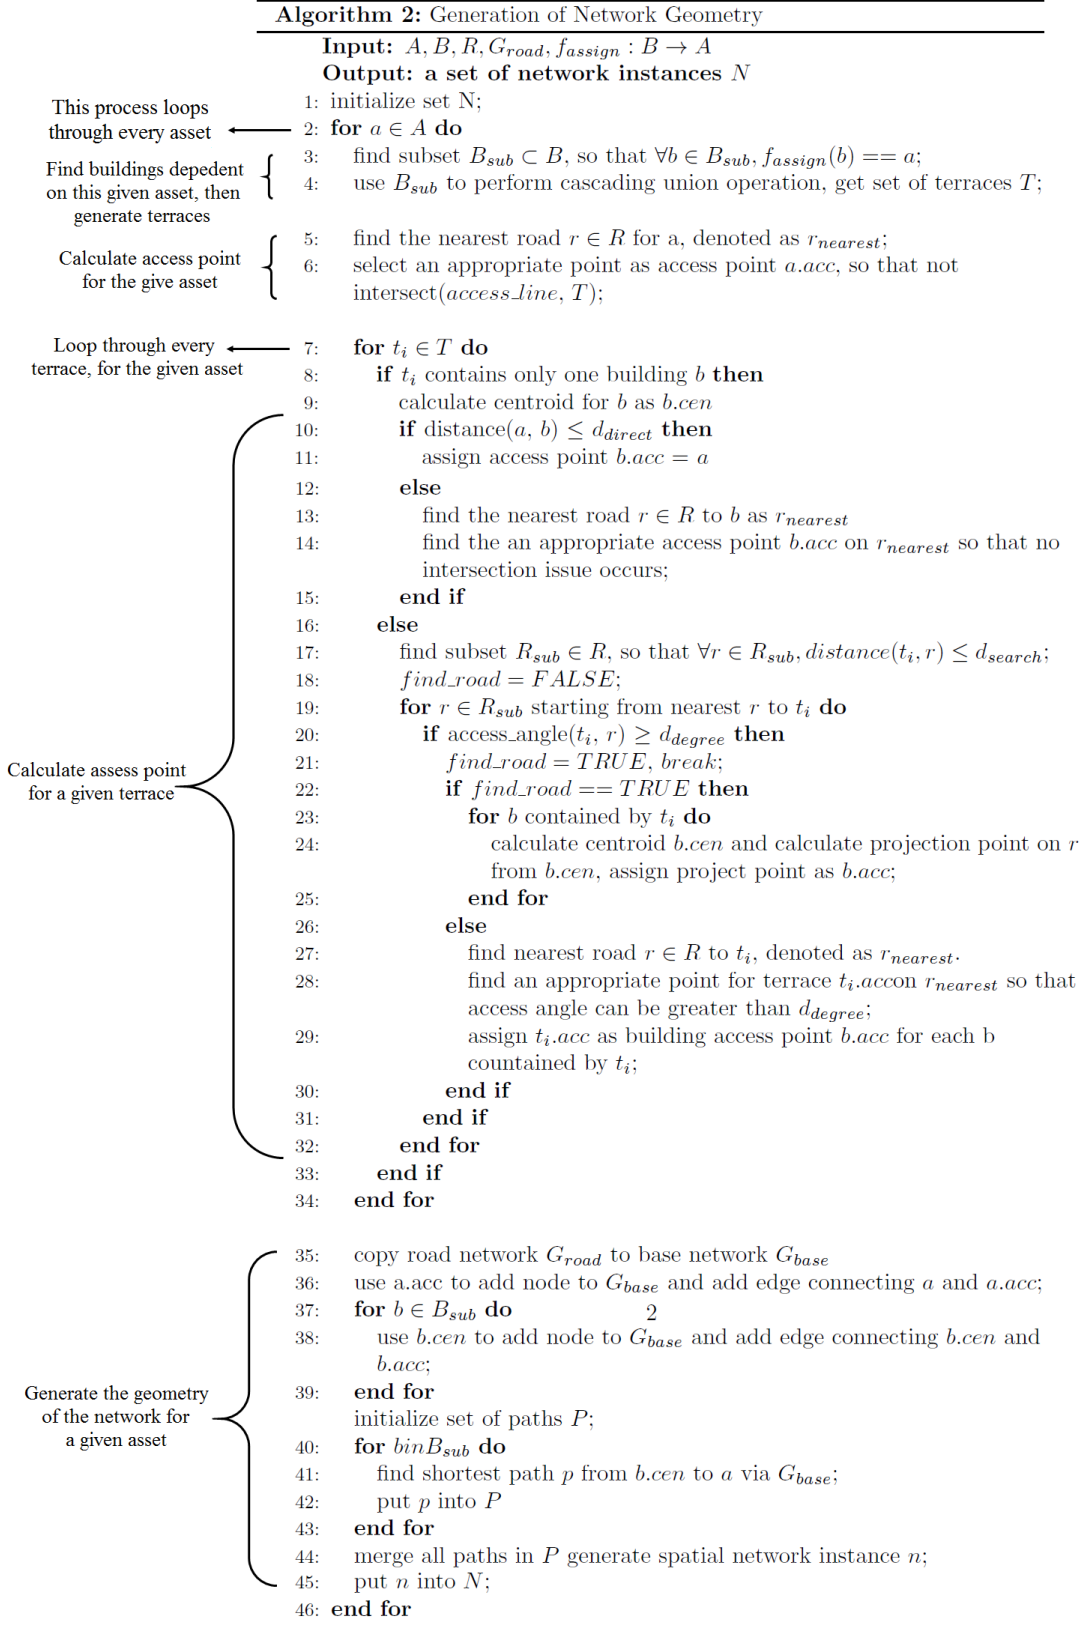 Algorithm 2: Generation of Network Geometry
Input: A, B, R, G_road, f_assign : B → A
Output: a set of network instances N
1: initialize set N;
This process loops
through every asset
2: for a ∈ A do
Find buildings depedent
on this given asset, then
generate terraces
3: find subset B_sub ⊂ B, so that ∀b ∈ B_sub, f_assign(b) == a;
4: use B_sub to perform cascading union operation, get set of terraces T;
Calculate access point
for the give asset
5: find the nearest road r ∈ R for a, denoted as r_nearest;
6: select an appropriate point as access point a.acc, so that not
intersect(access_line, T);
Loop through every
terrace, for the given asset
7: for t_i ∈ T do
8: if t_i contains only one building b then
9: calculate centroid for b as b.cen
10: if distance(a, b) ≤ d_direct then
11: assign access point b.acc = a
12: else
13: find the nearest road r ∈ R to b as r_nearest
14: find the an appropriate access point b.acc on r_nearest so that no
intersection issue occurs;
15: end if
16: else
17: find subset R_sub ∈ R, so that ∀r ∈ R_sub, distance(t_i, r) ≤ d_search;
18: find_road = FALSE;
19: for r ∈ R_sub starting from nearest r to t_i do
20: if access_angle(t_i, r) ≥ d_degree then
21: find_road = TRUE, break;
Calculate assess point
for a given terrace
22: if find_road == TRUE then
23: for b contained by t_i do
24: calculate centroid b.cen and calculate projection point on r
from b.cen, assign project point as b.acc;
25: end for
26: else
27: find nearest road r ∈ R to t_i, denoted as r_nearest.
28: find an appropriate point for terrace t_i.accon r_nearest so that
access angle can be greater than d_degree;
29: assign t_i.acc as building access point b.acc for each b
countained by t_i;
30: end if
31: end if
32: end for
33: end if
34: end for
35: copy road network G_road to base network G_base
36: use a.acc to add node to G_base and add edge connecting a and a.acc;
37: for b ∈ B_sub do
2
38: use b.cen to add node to G_base and add edge connecting b.cen and
b.acc;
Generate the geometry
of the network for
a given asset
39: end for
initialize set of paths P;
40: for binB_sub do
41: find shortest path p from b.cen to a via G_base;
42: put p into P
43: end for
44: merge all paths in P generate spatial network instance n;
45: put n into N;
46: end for